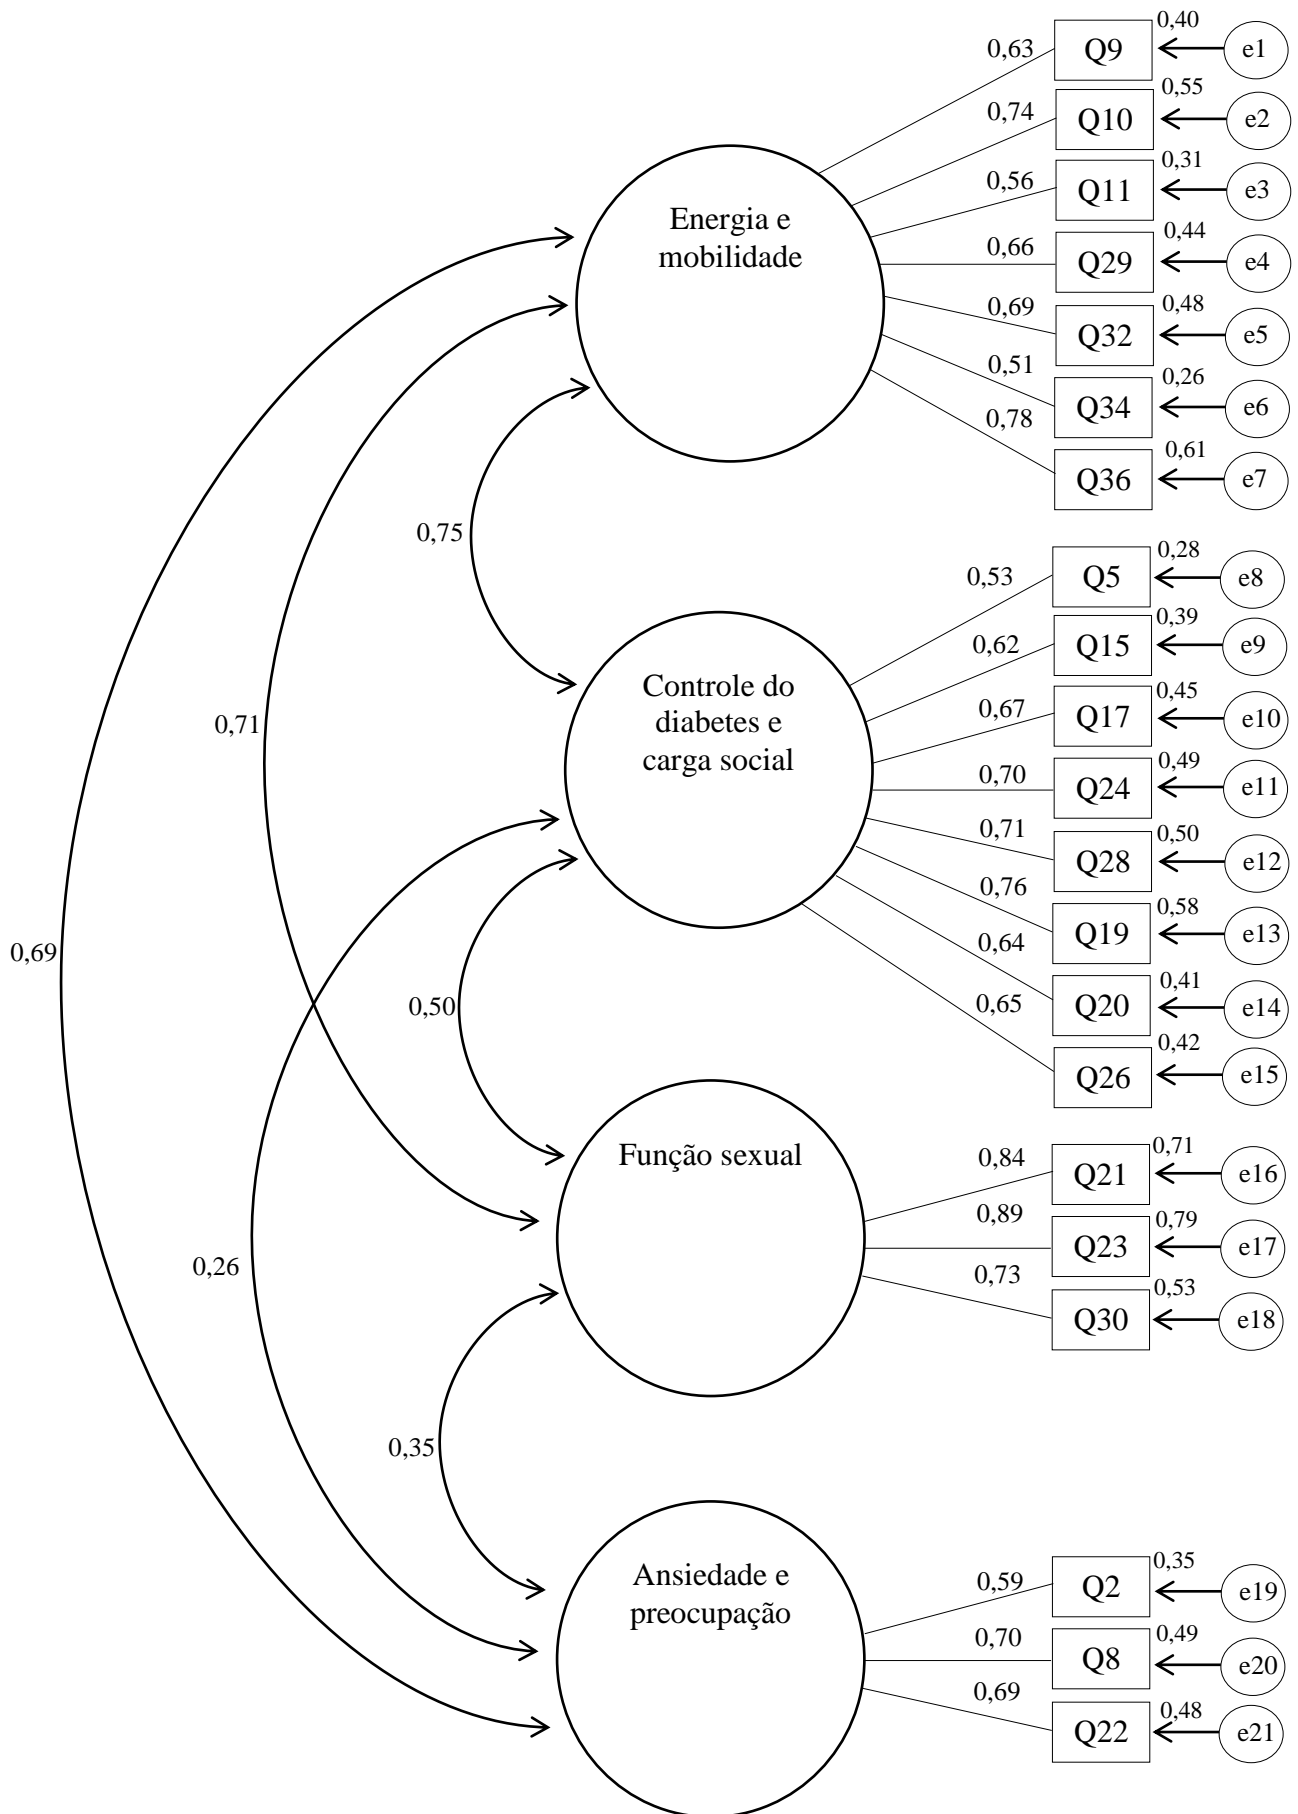 0,40
0,63
Q9
e1
0,55
0,74
Q10
e2
0,31
0,56
Q11
e3
Energia e
mobilidade
0,44
0,66
Q29
e4
0,48
0,69
Q32
e5
0,26
0,51
Q34
e6
0,61
0,78
Q36
e7
0,75
0,28
0,53
Q5
e8
0,39
0,62
Q15
e9
Controle do
diabetes e
carga social
0,45
0,67
Q17
e10
0,71
0,49
0,70
Q24
e11
0,50
0,71
Q28
e12
0,58
0,76
Q19
e13
0,69
0,41
0,64
Q20
e14
0,50
0,42
0,65
Q26
e15
Função sexual
0,71
0,84
Q21
e16
0,79
0,89
Q23
e17
0,26
0,53
0,73
Q30
e18
0,35
Ansiedade e
preocupação
0,35
0,59
Q2
e19
0,49
0,70
Q8
e20
0,48
0,69
Q22
e21